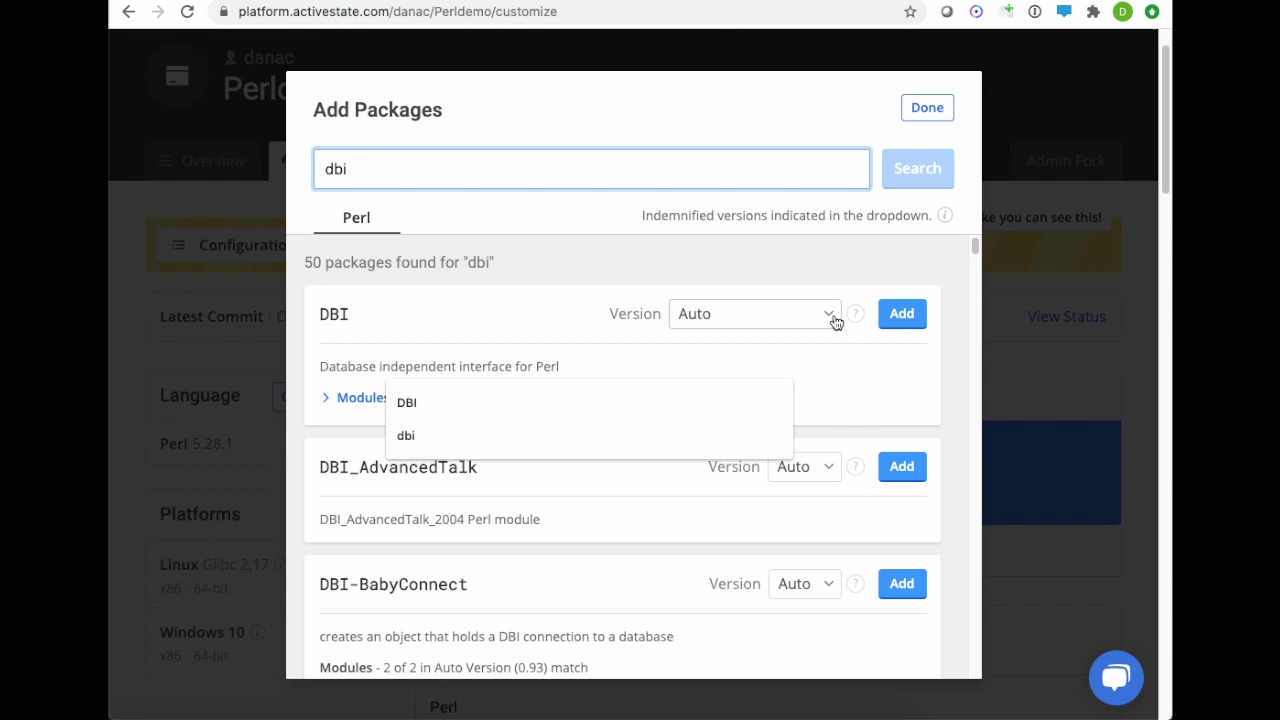 platform.activestate.com/danac/Perldemo/customize
D
danac
Perlc
Add Packages
Done
dbi
Search
Overview
Admin Fork
Perl
Indemnified versions indicated in the dropdown.
ke you can see this!
Configuratio
50 packages found for "dbi"
DBI
Version
Auto
?
Add
Latest Commit ·
View Status
Database independent interface for Perl
Modules
DBI
dbi
Language
Perl 5.28.1
DBI_AdvancedTalk
Version
Auto
?
Add
Platforms
DBI_AdvancedTalk_2004 Perl module
Linux Glibc 2.17
x86 · 64-bit
DBI-BabyConnect
Version
Auto
?
Add
Windows 10
x86 · 64-bit
creates an object that holds a DBI connection to a database
Modules - 2 of 2 in Auto Version (0.93) match
Perl